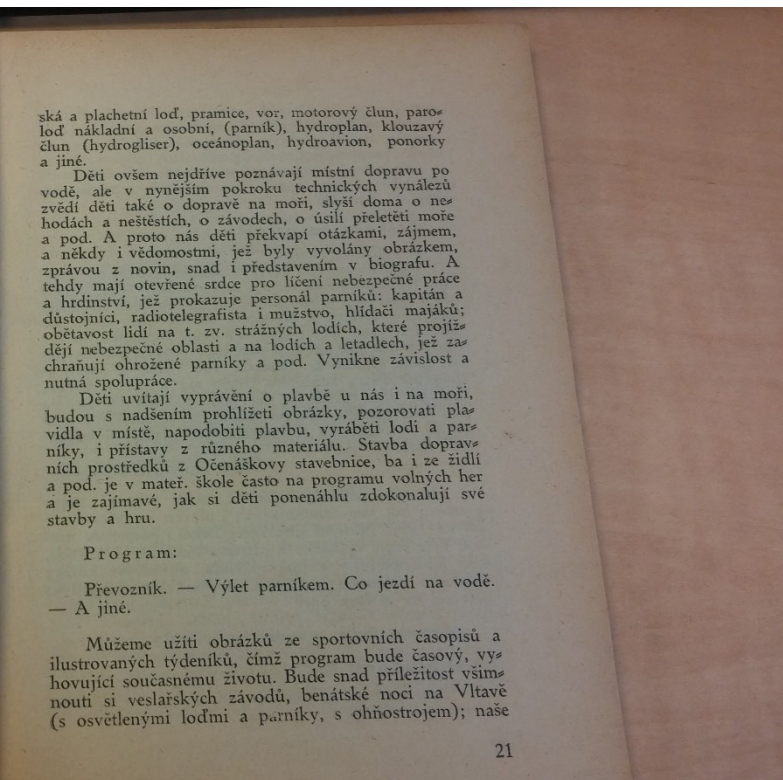 ská a plachetní loď, pramice, vor, motorový člun, paro⸗
loď nákladní a osobní, (parník), hydroplan, klouzavý
člun (hydrogliser), oceánoplan, hydroavion, ponorky
a jiné.
Děti ovšem nejdříve poznávají místní dopravu po
vodě, ale v nynějším pokroku technických vynálezů
zvědí děti také o dopravě na moři, slyší doma o ne⸗
hodách a neštěstích, o závodech, o úsilí přeletěti moře
a pod. A proto nás děti překvapí otázkami, zájmem,
a někdy i vědomostmi, jež byly vyvolány obrázkem,
zprávou z novin, snad i představením v biografu. A
tehdy mají otevřené srdce pro líčení nebezpečné práce
a hrdinství, jež prokazuje personál parníků: kapitán a
důstojníci, radiotelegrafista i mužstvo, hlídači majáků;
obětavost lidí na t. zv. strážných lodích, které projíž⸗
dějí nebezpečné oblasti a na lodích a letadlech, jež za⸗
chraňují ohrožené parníky a pod. Vynikne závislost a
nutná spolupráce.
Děti uvítají vyprávění o plavbě u nás i na moři,
budou s nadšením prohlížeti obrázky, pozorovati pla⸗
vidla v místě, napodobiti plavbu, vyráběti lodi a par⸗
níky, i přístavy z různého materiálu. Stavba doprav⸗
ních prostředků z Očenáškovy stavebnice, ba i ze židlí
a pod. je v mateř. škole často na programu volných her
a je zajímavé, jak si děti ponenáhlu zdokonalují své
stavby a hru.
Program:
Převozník. — Výlet parníkem. Co jezdí na vodě.
— A jiné.
Můžeme užíti obrázků ze sportovních časopisů a
ilustrovaných týdeníků, čímž program bude časový, vy⸗
hovující současnému životu. Bude snad příležitost všim⸗
nouti si veslařských závodů, benátské noci na Vltavě
(s osvětlenými loďmi a parníky, s ohňostrojem); naše
21